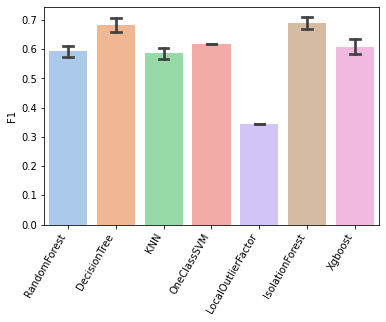 0.7
0.6
0.5
0.4
0.3
0.2
0.1
0.0
F1
RandomForest
DecisionTree
KNN
OneClassSVM
LocalOutlierFactor
IsolationForest
Xgboost